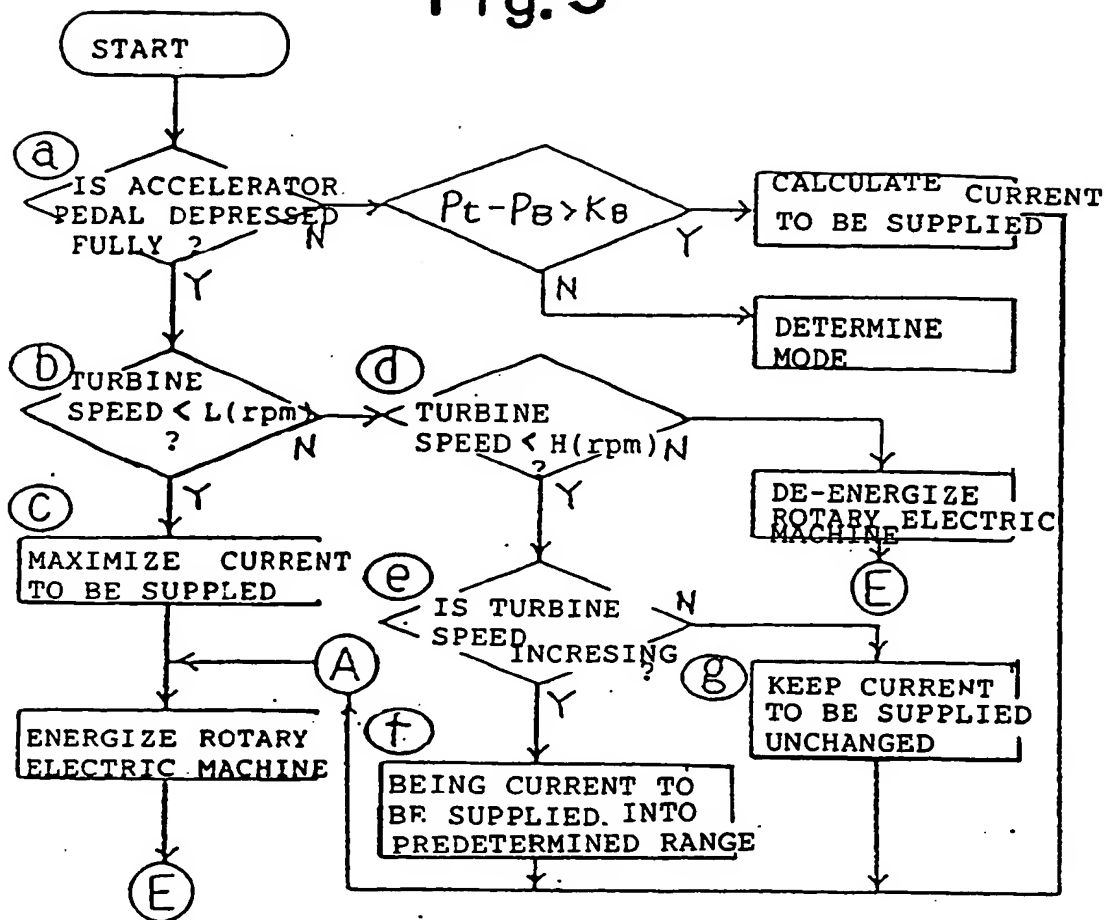 Fig. 3
START
a
IS ACCELERATOR
PEDAL DEPRESSED
FULLY ?
N
Y
Pt-PB>KB
Y
N
CALCULATE CURRENT
TO BE SUPPLIED
DETERMINE
MODE
b
TURBINE
SPEED < L(rpm)
?
N
Y
d
TURBINE
SPEED < H(rpm)
?
N
Y
DE-ENERGIZE
ROTARY ELECTRIC
MACHINE
E
C
MAXIMIZE CURRENT
TO BE SUPPLED
e
IS TURBINE
SPEED
INCRESING
?
N
Y
A
g
KEEP CURRENT
TO BE SUPPLIED
UNCHANGED
ENERGIZE ROTARY
ELECTRIC MACHINE
f
BEING CURRENT TO
BE SUPPLIED. INTO
PREDETERMINED RANGE
E